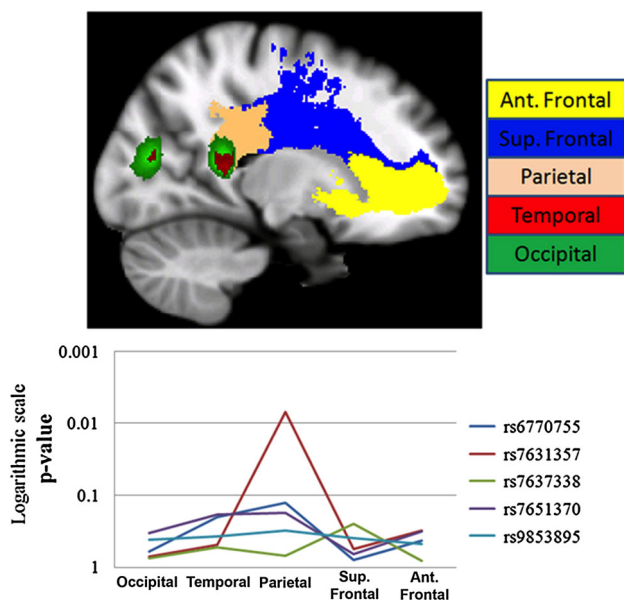 Ant. Frontal
Sup. Frontal
Parietal
Temporal
Occipital
Logarithmic scale
p-value
0.001
0.01
0.1
1
Occipital Temporal Parietal Sup. Frontal Ant. Frontal
rs6770755
rs7631357
rs7637338
rs7651370
rs9853895